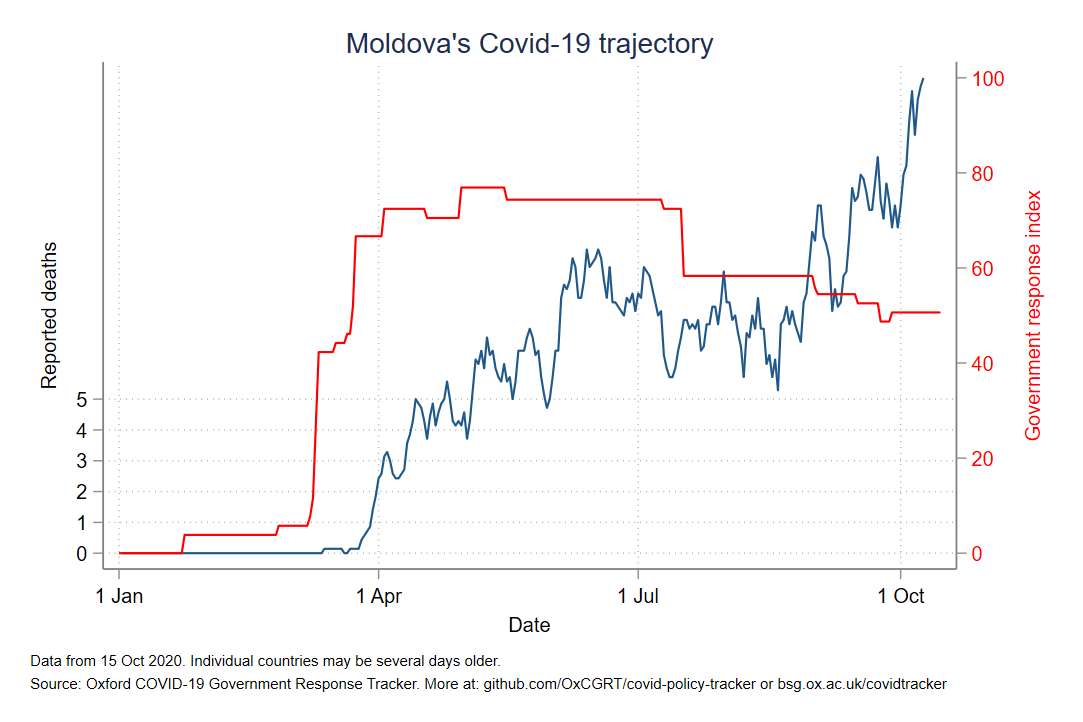 Moldova's Covid-19 trajectory
Reported deaths
5
4
3
2
1
0
100
80
60
40
20
0
Government response index
1 Jan
1 Apr
1 Jul
1 Oct
Date
Data from 15 Oct 2020. Individual countries may be several days older.
Source: Oxford COVID-19 Government Response Tracker. More at: github.com/OxCGRT/covid-policy-tracker or bsg.ox.ac.uk/covidtracker